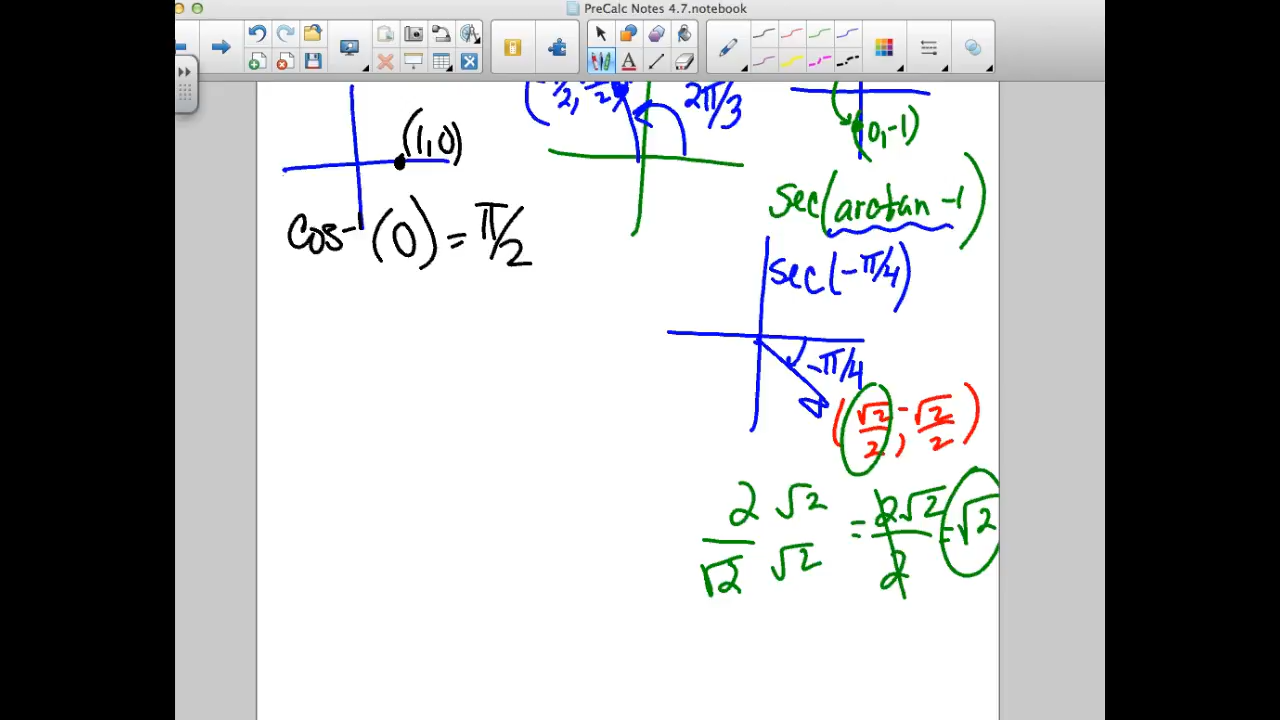 PreCalc Notes 4.7.notebook
2π/3
(1,0)
(0,-1)
cos⁻¹(0) = π/2
sec(arctan -1)
sec(-π/4)
-π/4
(√2/2, -√2/2)
2/√2 √2/√2 = 2√2/2 = √2